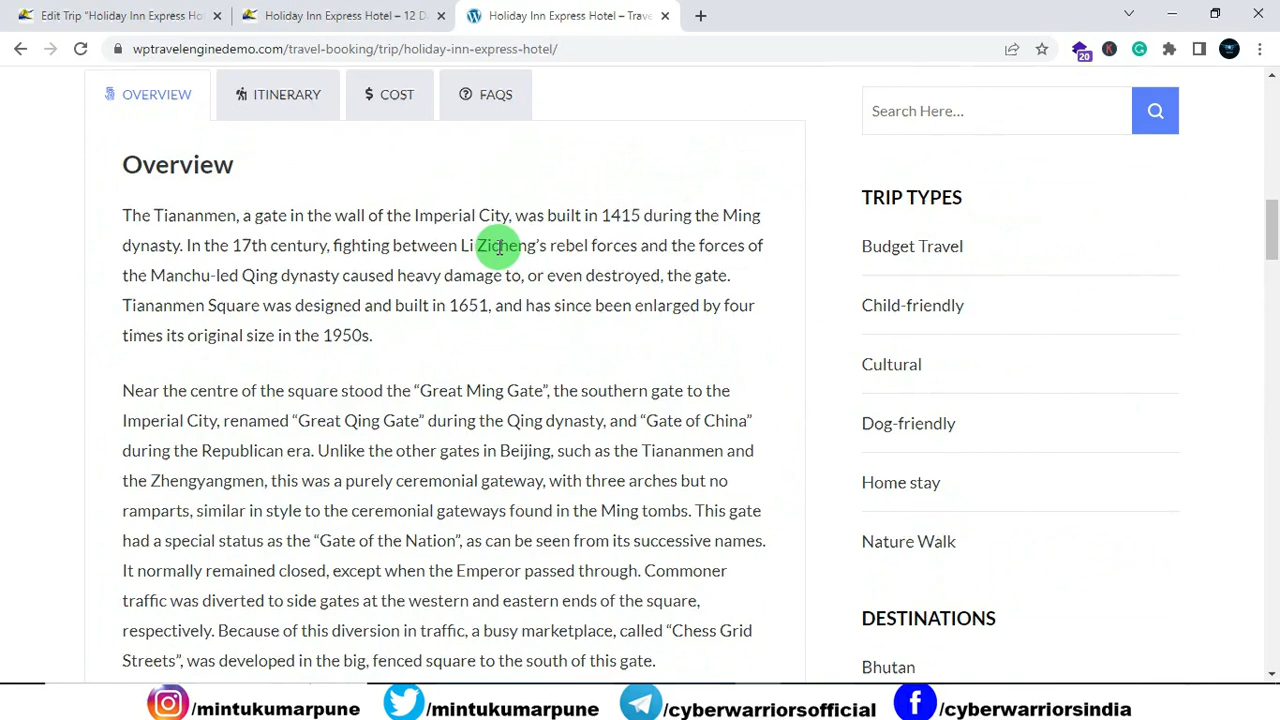 Edit Trip "Holiday Inn Express Ho
Holiday Inn Express Hotel – 12 D
Holiday Inn Express Hotel – Trav
wptravelenginedemo.com/travel-booking/trip/holiday-inn-express-hotel/
20
OVERVIEW
ITINERARY
COST
FAQS
Overview
The Tiananmen, a gate in the wall of the Imperial City, was built in 1415 during the Ming
dynasty. In the 17th century, fighting between Li Zicheng’s rebel forces and the forces of
the Manchu-led Qing dynasty caused heavy damage to, or even destroyed, the gate.
Tiananmen Square was designed and built in 1651, and has since been enlarged by four
times its original size in the 1950s.
Near the centre of the square stood the “Great Ming Gate”, the southern gate to the
Imperial City, renamed “Great Qing Gate” during the Qing dynasty, and “Gate of China”
during the Republican era. Unlike the other gates in Beijing, such as the Tiananmen and
the Zhengyangmen, this was a purely ceremonial gateway, with three arches but no
ramparts, similar in style to the ceremonial gateways found in the Ming tombs. This gate
had a special status as the “Gate of the Nation”, as can be seen from its successive names.
It normally remained closed, except when the Emperor passed through. Commoner
traffic was diverted to side gates at the western and eastern ends of the square,
respectively. Because of this diversion in traffic, a busy marketplace, called “Chess Grid
Streets”, was developed in the big, fenced square to the south of this gate.
Search Here...
TRIP TYPES
Budget Travel
Child-friendly
Cultural
Dog-friendly
Home stay
Nature Walk
DESTINATIONS
Bhutan
/mintukumarpune
/mintukumarpune
/cyberwarriorsofficial
/cyberwarriorsindia